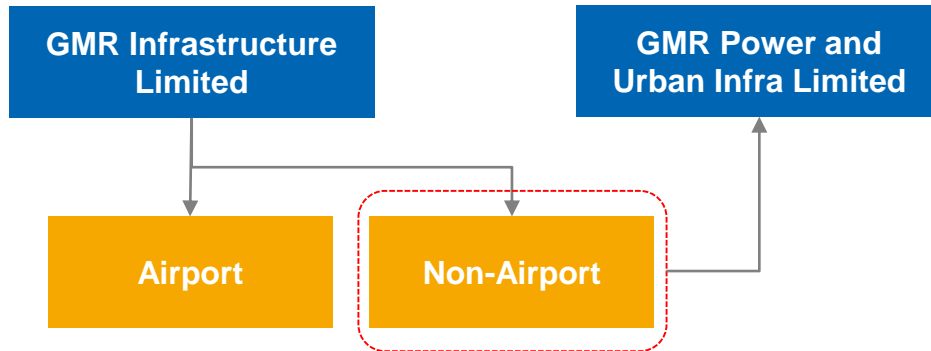 GMR Infrastructure
Limited
GMR Power and
Urban Infra Limited
Airport
Non-Airport